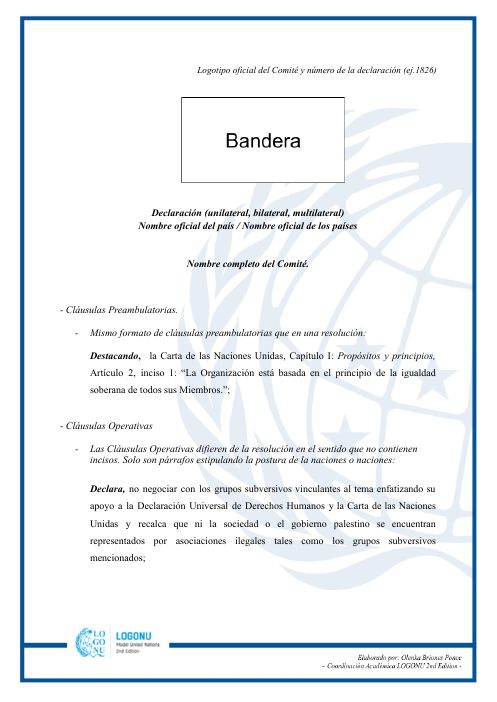 Logotipo oficial del Comité y número de la declaración (ej.1826)
Bandera
Declaración (unilateral, bilateral, multilateral)
Nombre oficial del país / Nombre oficial de los países
Nombre completo del Comité.
- Cláusulas Preambulatorias.
- Mismo formato de cláusulas preambulatorias que en una resolución:
Destacando, la Carta de las Naciones Unidas, Capítulo I: Propósitos y principios,
Artículo 2, inciso 1: “La Organización está basada en el principio de la igualdad
soberana de todos sus Miembros.”;
- Cláusulas Operativas
- Las Cláusulas Operativas difieren de la resolución en el sentido que no contienen
incisos. Solo son párrafos estipulando la postura de la naciones o naciones:
Declara, no negociar con los grupos subversivos vinculantes al tema enfatizando su
apoyo a la Declaración Universal de Derechos Humanos y la Carta de las Naciones
Unidas y recalca que ni la sociedad o el gobierno palestino se encuentran
representados por asociaciones ilegales tales como los grupos subversivos
mencionados;
LO
GO
NU
LOGONU
Model United Nations
2nd Edition
Elaborado por: Olenka Briones Ponce
– Coordinación Académica LOGONU 2nd Edition -